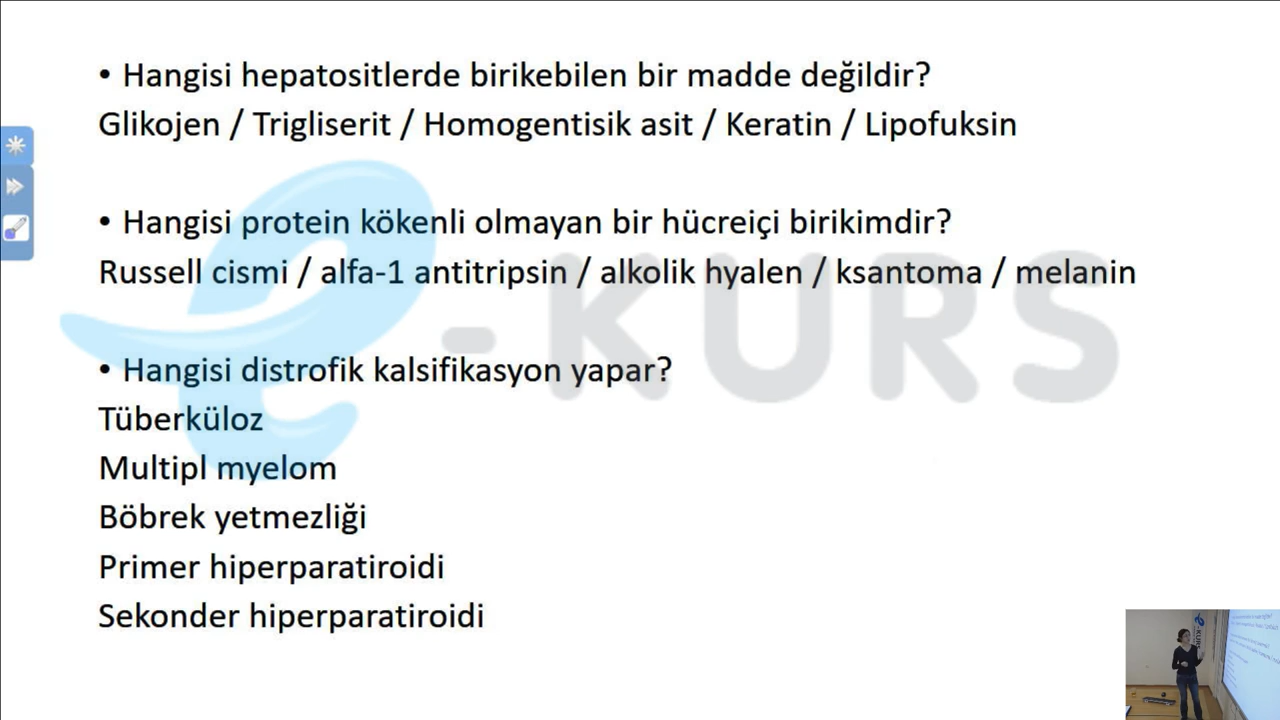 • Hangisi hepatositlerde birikebilen bir madde değildir?
Glikojen / Trigliserit / Homogentisik asit / Keratin / Lipofuksin
• Hangisi protein kökenli olmayan bir hücreiçi birikimdir?
Russell cismi / alfa-1 antitripsin / alkolik hyalen / ksantoma / melanin
• Hangisi distrofik kalsifikasyon yapar?
Tüberküloz
Multipl myelom
Böbrek yetmezliği
Primer hiperparatiroidi
Sekonder hiperparatiroidi
e-KURS